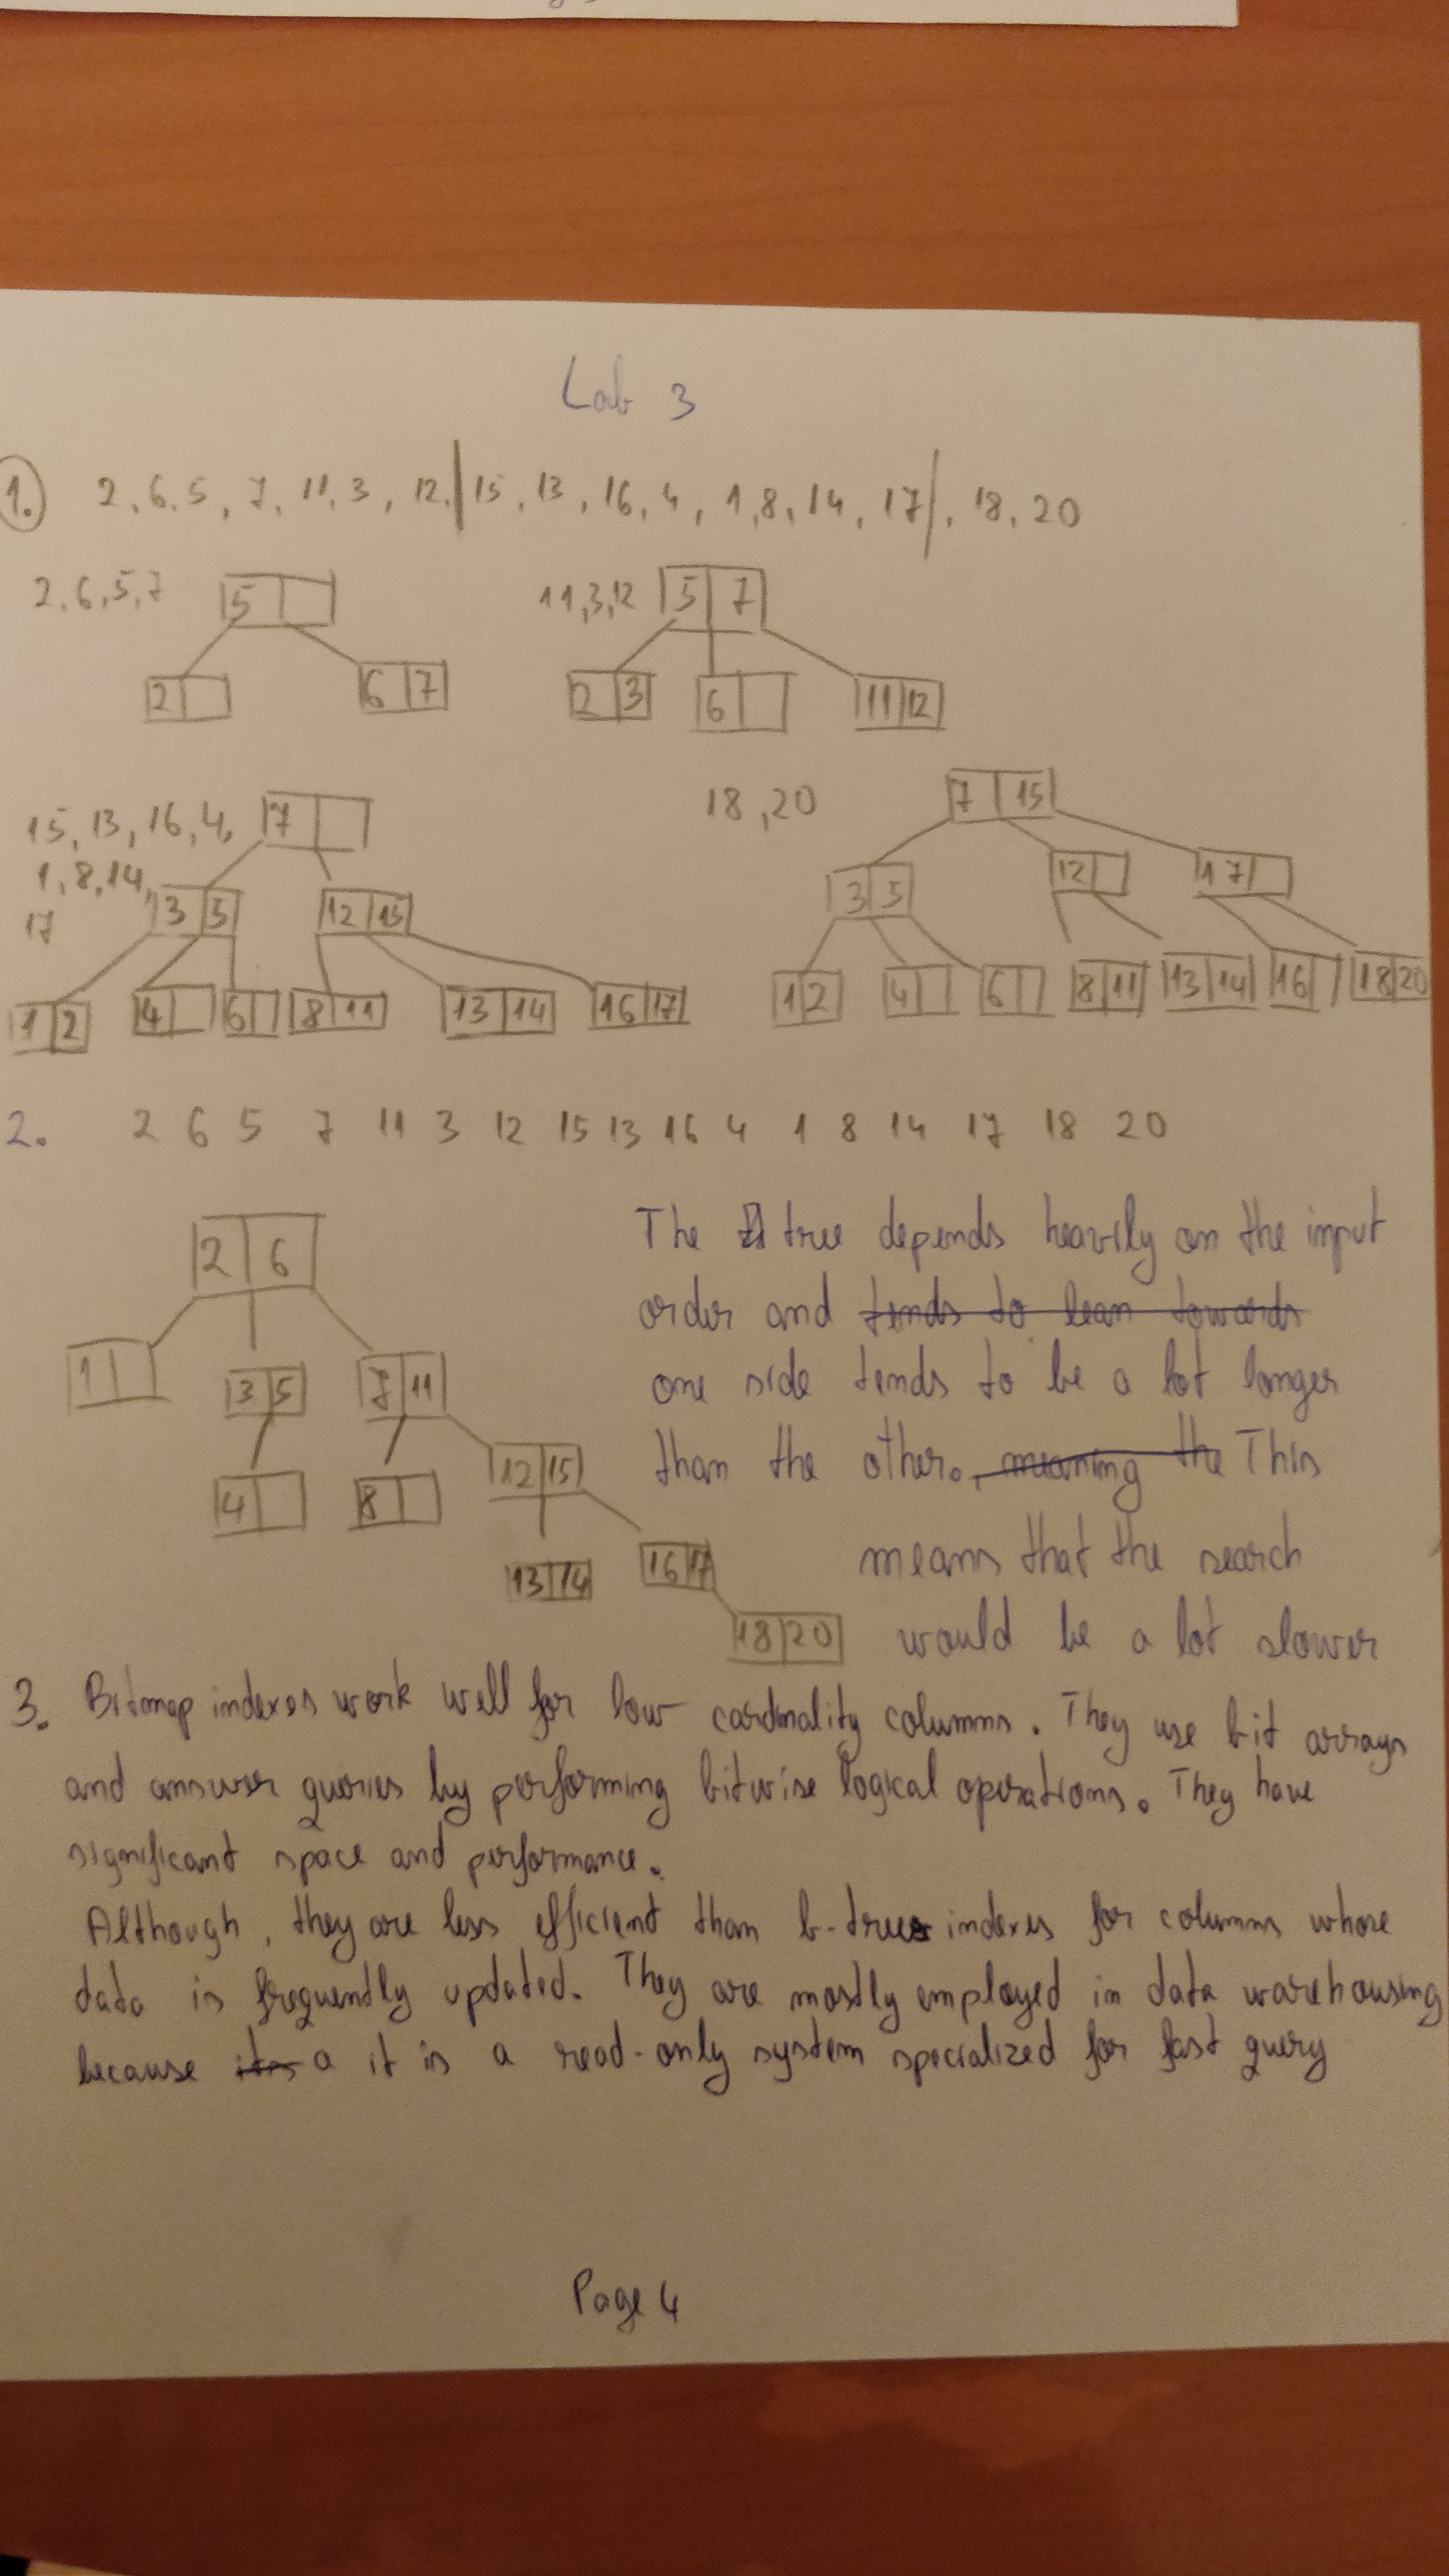 Lab 3
1. 2, 6, 5, 7, 11, 3, 12, | 15, 13, 16, 4, 1, 8, 14, 17 |, 18, 20
2, 6, 5, 7
5
2
6 7
11, 3, 12
5 7
2 3
6
11 12
15, 13, 16, 4,
1, 8, 14,
17
7
3 5
12 15
1 2
4
6
8 11
13 14
16 17
18, 20
7 15
3 5
12
17
1 2
4
6
8 11
13 14
16
18 20
2. 2 6 5 7 11 3 12 15 13 16 4 1 8 14 17 18 20
2 6
1
3 5
7 11
4
8
12 15
13 14
16 17
18 20
The tree depends heavily on the input
order and tends to lean towards
one side tends to be a lot longer
than the other. , meaning the This
means that the search
would be a lot slower
3. Bitmap indexes work well for low cardinality columns. They use bit arrays
and answer queries by performing bitwise logical operations. They have
significant space and performance.
Although, they are less efficient than b-tree indexes for columns whose
data is frequently updated. They are mostly employed in data warehousing
because its a it is a read-only system specialized for fast query
Page 4